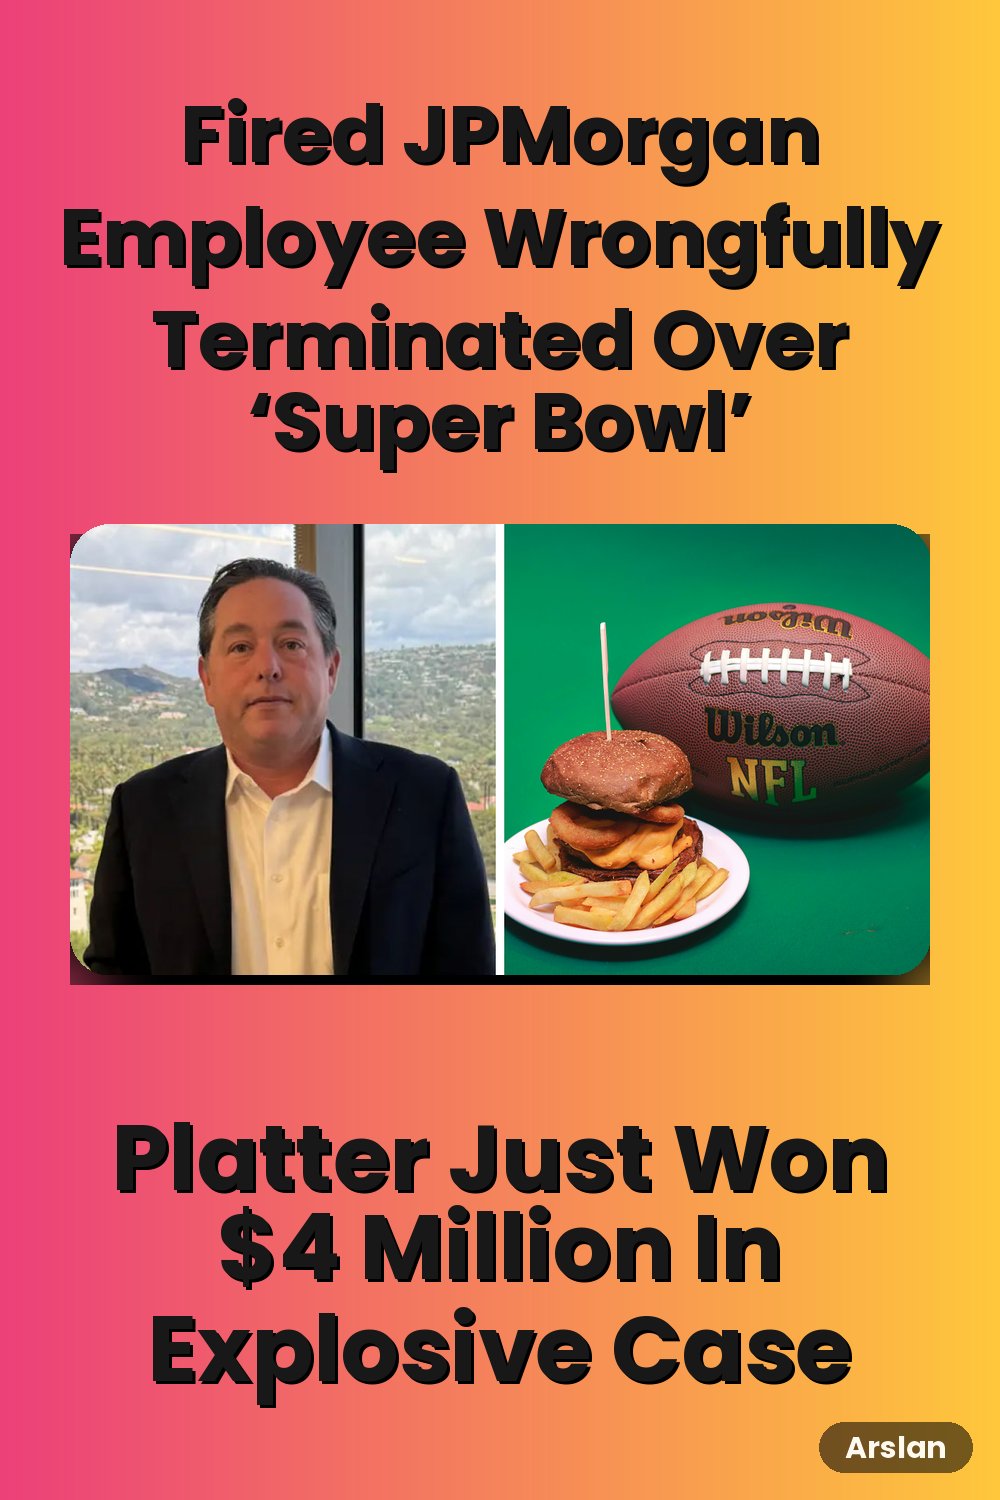 Fired JPMorgan
Employee Wrongfully
Terminated Over
‘Super Bowl’
Wilson
Wilson
NFL
Platter Just Won
$4 Million In
Explosive Case
Arslan